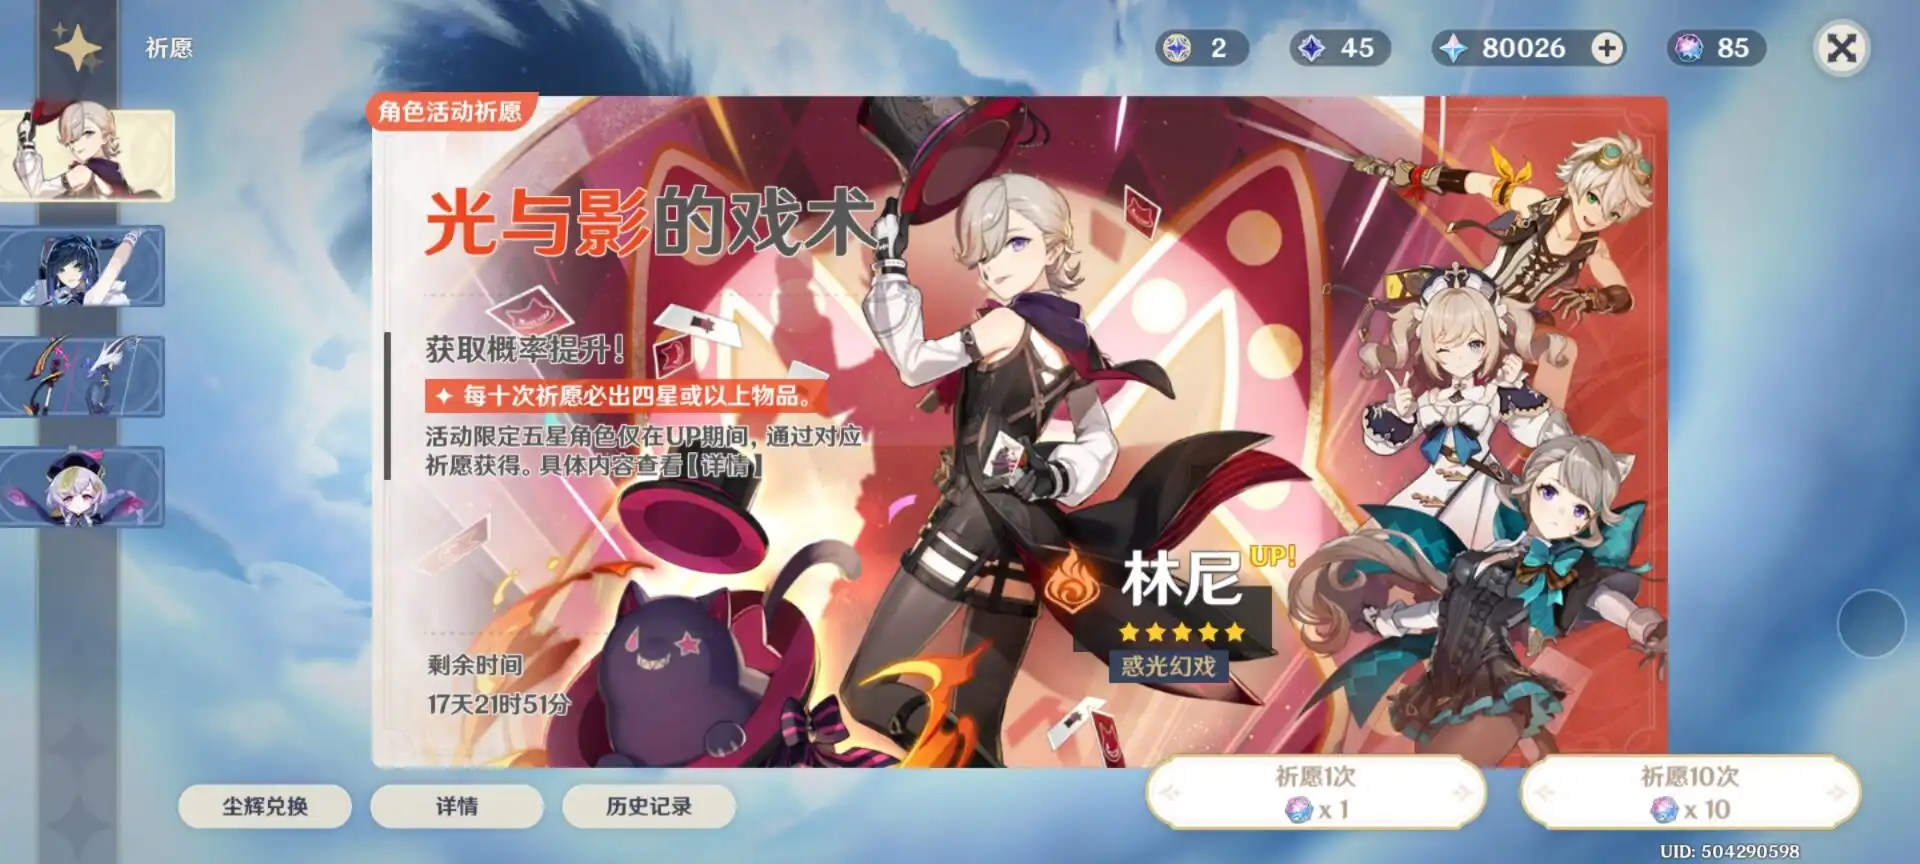 祈愿
2
45
80026
85
角色活动祈愿
光与影的戏术
获取概率提升!
每十次祈愿必出四星或以上物品。
活动限定五星角色仅在UP期间,通过对应
祈愿获得。具体内容查看【详情】
林尼
UP!
惑光幻戏
剩余时间
17天21时51分
尘辉兑换
详情
历史记录
祈愿1次
x 1
祈愿10次
x 10
UID: 504290598